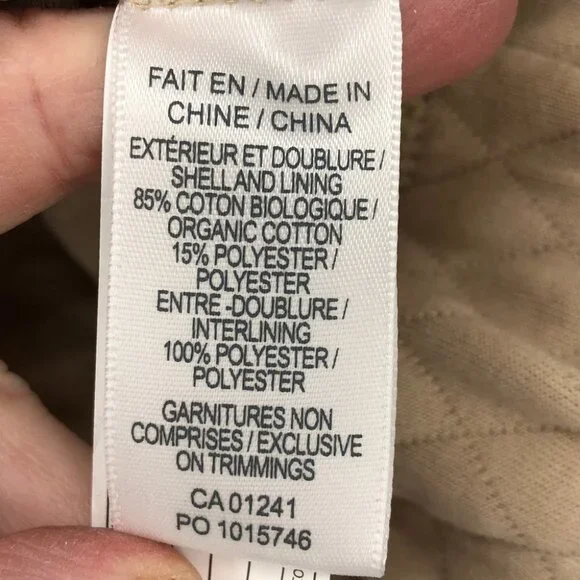 FAIT EN / MADE IN
CHINE / CHINA
EXTÉRIEUR ET DOUBLURE /
SHELL AND LINING
85% COTON BIOLOGIQUE /
ORGANIC COTTON
15% POLYESTER /
POLYESTER
ENTRE-DOUBLURE /
INTERLINING
100% POLYESTER /
POLYESTER
GARNITURES NON
COMPRISES / EXCLUSIVE
ON TRIMMINGS
CA 01241
PO 1015746